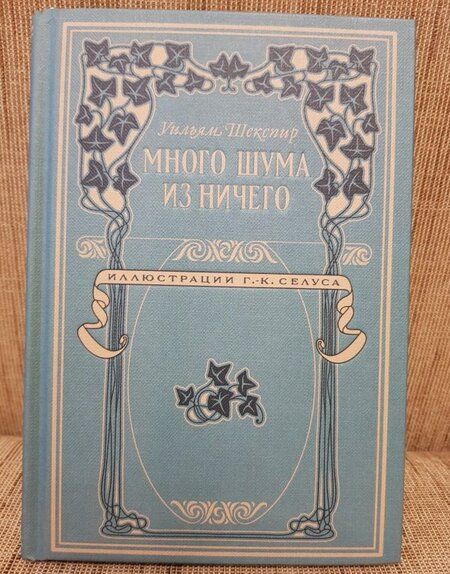 Уильям Шекспир
МНОГО ШУМА
ИЗ НИЧЕГО
ИЛЛЮСТРАЦИИ Г.-К. СЕЛУСА